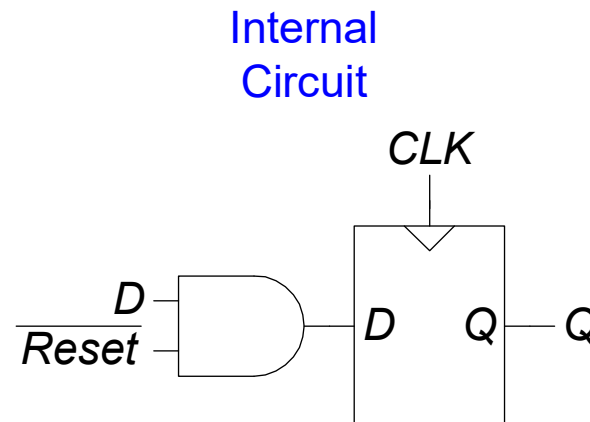 Internal
Circuit
CLK
D
Reset
D Q Q